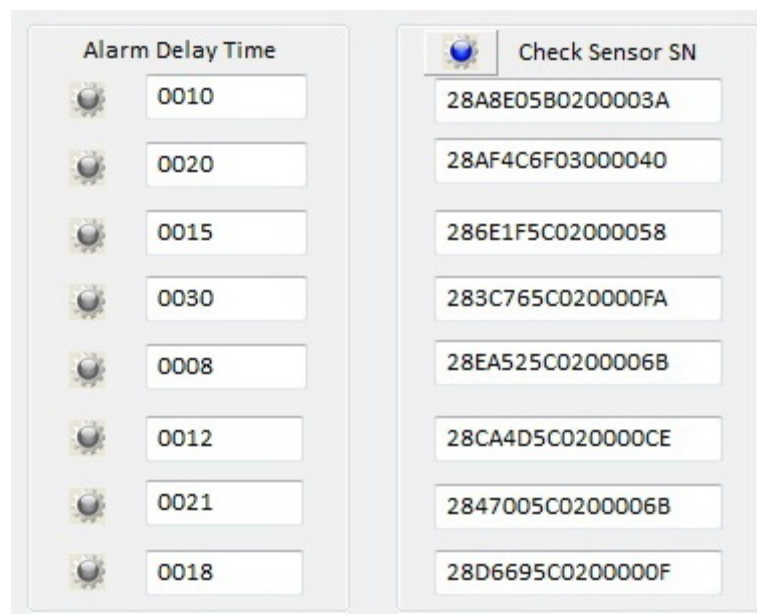 Alarm Delay Time
0010
0020
0015
0030
0008
0012
0021
0018
Check Sensor SN
28A8E05B0200003A
28AF4C6F03000040
286E1F5C02000058
283C765C020000FA
28EA525C0200006B
28CA4D5C020000CE
2847005C0200006B
28D6695C0200000F